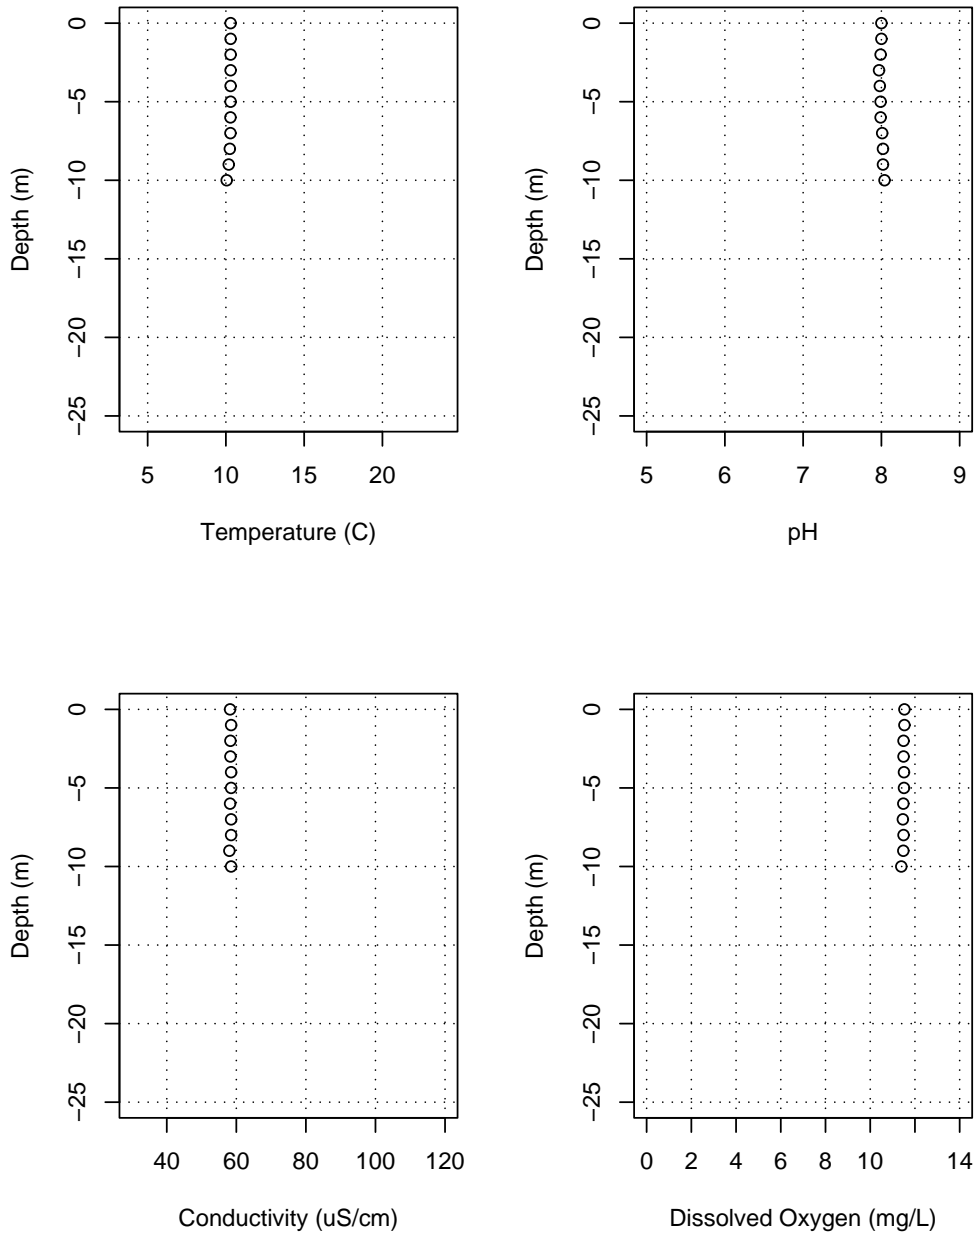 0
−5
−10
−15
−20
−25
Depth (m)
5 10 15 20
Temperature (C)
0
−5
−10
−15
−20
−25
Depth (m)
5 6 7 8 9
pH
0
−5
−10
−15
−20
−25
Depth (m)
40 60 80 100 120
Conductivity (uS/cm)
0
−5
−10
−15
−20
−25
Depth (m)
0 2 4 6 8 10 14
Dissolved Oxygen (mg/L)